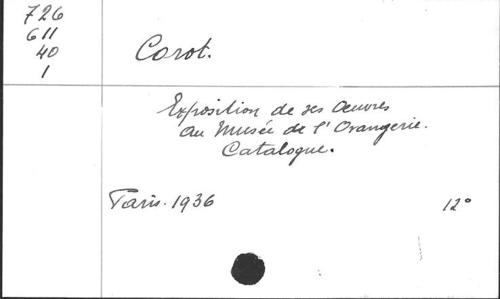 726
611
40
1
Corot.
Exposition de ses Oeuvres
au Musée de l'Orangerie.
Catalogue.
Paris. 1936
12°